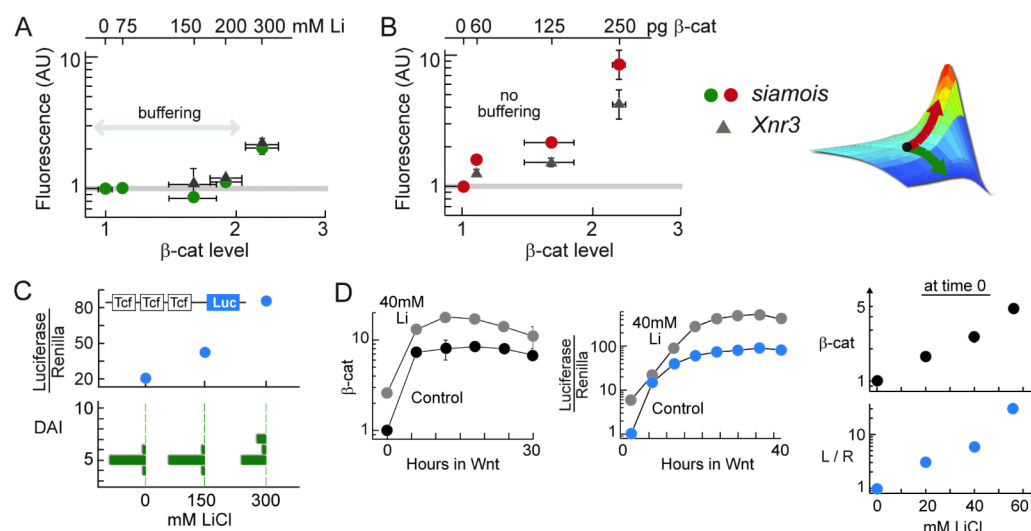 A
0 75 150 200 300 mM Li
Fluorescence (AU)
10
1
buffering
1 2 3
β-cat level
B
0 60 125 250 pg β-cat
Fluorescence (AU)
10
1
no
buffering
1 2 3
β-cat level
siamois
Xnr3
C
Tcf Tcf Tcf Luc
Luciferase
Renilla
80
50
20
DAI
10
5
0 150 300
mM LiCl
D
40mM
Li
β-cat
10
1
Control
0 30
Hours in Wnt
Luciferase
Renilla
40mM
Li
100
10
1
Control
0 40
Hours in Wnt
at time 0
β-cat
5
1
L / R
10
1
0 20 40 60
mM LiCl